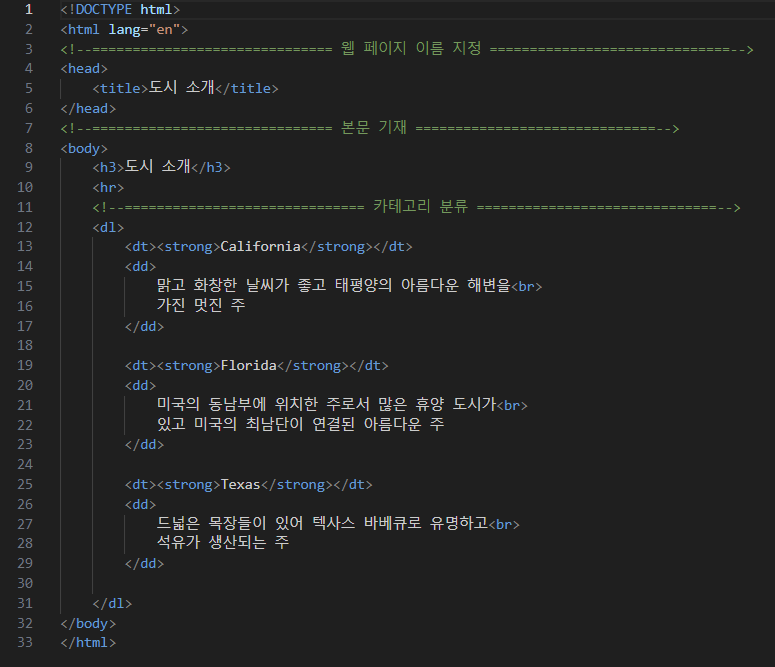 1 <!DOCTYPE html>
2 <html lang="en">
3 <!--============================== 웹 페이지 이름 지정 ==============================-->
4 <head>
5 <title>도시 소개</title>
6 </head>
7 <!--============================== 본문 기재 ==============================-->
8 <body>
9 <h3>도시 소개</h3>
10 <hr>
11 <!--============================== 카테고리 분류 ==============================-->
12 <dl>
13 <dt><strong>California</strong></dt>
14 <dd>
15 맑고 화창한 날씨가 좋고 태평양의 아름다운 해변을<br>
16 가진 멋진 주
17 </dd>
18
19 <dt><strong>Florida</strong></dt>
20 <dd>
21 미국의 동남부에 위치한 주로서 많은 휴양 도시가<br>
22 있고 미국의 최남단이 연결된 아름다운 주
23 </dd>
24
25 <dt><strong>Texas</strong></dt>
26 <dd>
27 드넓은 목장들이 있어 텍사스 바베큐로 유명하고<br>
28 석유가 생산되는 주
29 </dd>
30
31 </dl>
32 </body>
33 </html>